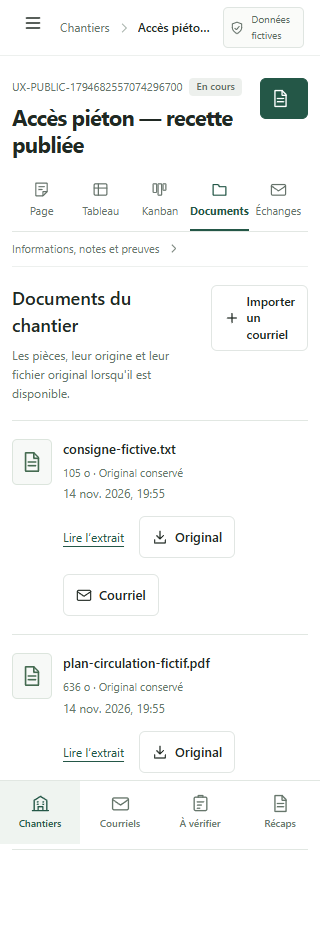 Chantiers
Accès piéto...
Données
fictives
UX-PUBLIC-1794682557074296700
En cours
Accès piéton — recette
publiée
Page
Tableau
Kanban
Documents
Échanges
Informations, notes et preuves
Documents du
chantier
Importer
un
courriel
Les pièces, leur origine et leur
fichier original lorsqu'il est
disponible.
consigne-fictive.txt
105 o · Original conservé
14 nov. 2026, 19:55
Lire l'extrait
Original
Courriel
plan-circulation-fictif.pdf
636 o · Original conservé
14 nov. 2026, 19:55
Lire l'extrait
Original
Chantiers
Courriels
À vérifier
Récaps